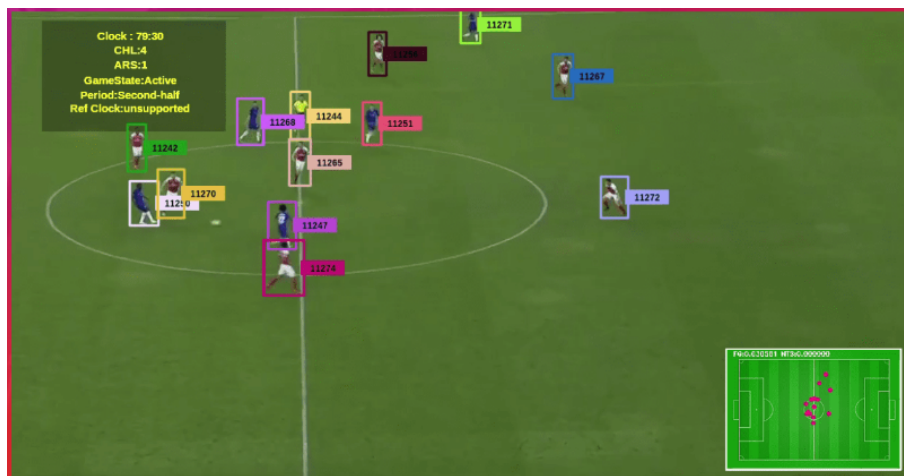 Clock : 79:30
CHL:4
ARS:1
GameState:Active
Period:Second-half
Ref Clock:unsupported
11271
11267
11268
11244
11251
11242
11265
11270
11272
11247
11274